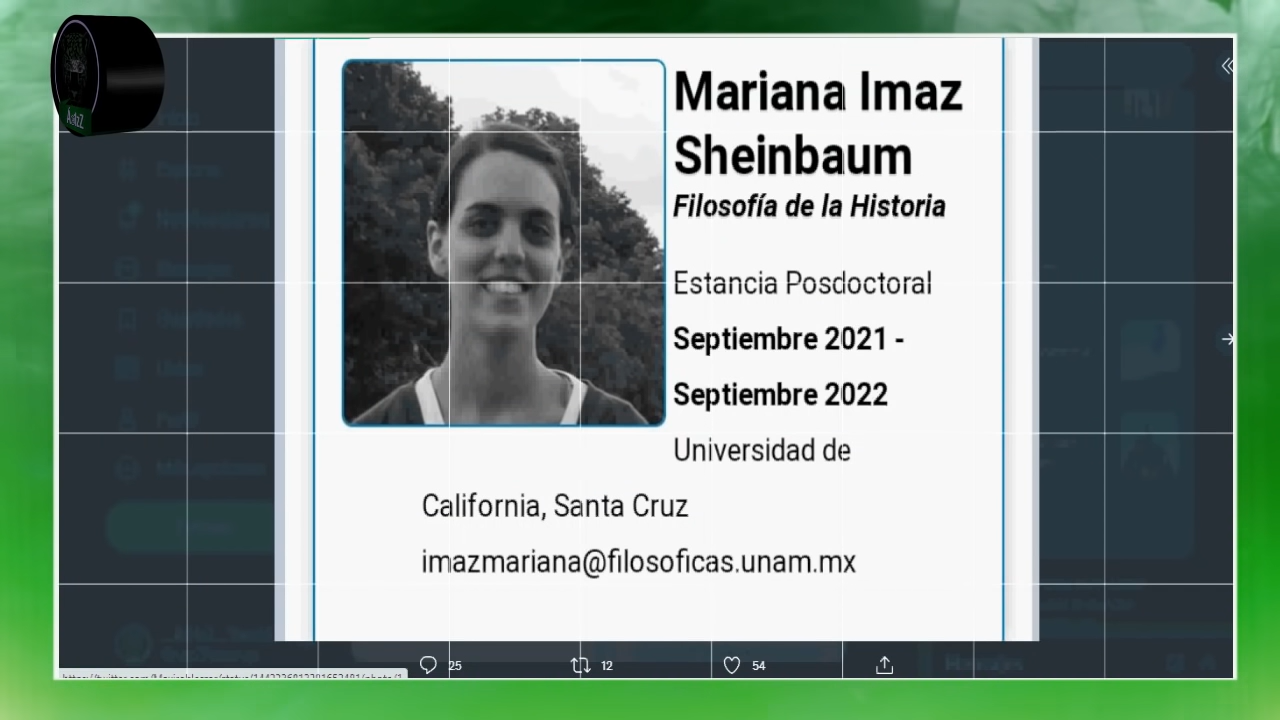 Mariana Imaz
Sheinbaum
Filosofía de la Historia
Estancia Posdoctoral
Septiembre 2021 -
Septiembre 2022
Universidad de
California, Santa Cruz
imazmariana@filosoficas.unam.mx
25
12
54